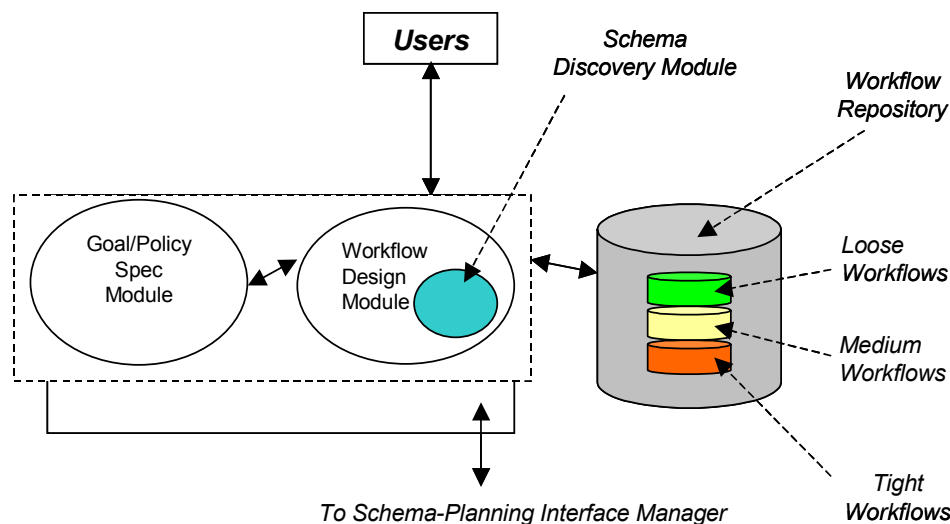 Users
Schema
Discovery Module
Workflow
Repository
Goal/Policy
Spec
Module
Workflow
Design
Module
Loose
Workflows
Medium
Workflows
Tight
Workflows
To Schema-Planning Interface Manager